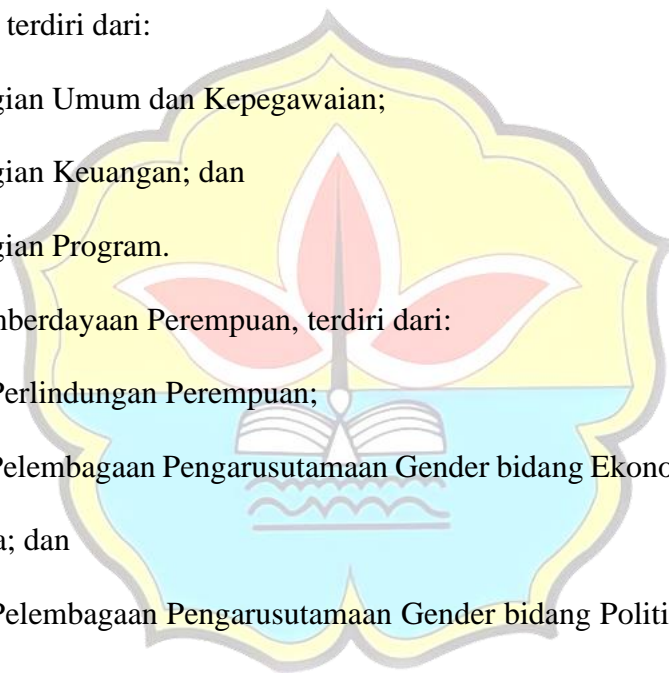 terdiri dari:
gian Umum dan Kepegawaian;
gian Keuangan; dan
gian Program.
nberdayaan Perempuan, terdiri dari:
Perlindungan Perempuan;
Pelembagaan Pengarusutamaan Gender bidang Ekono
a; dan
Pelembagaan Pengarusutamaan Gender bidang Politi